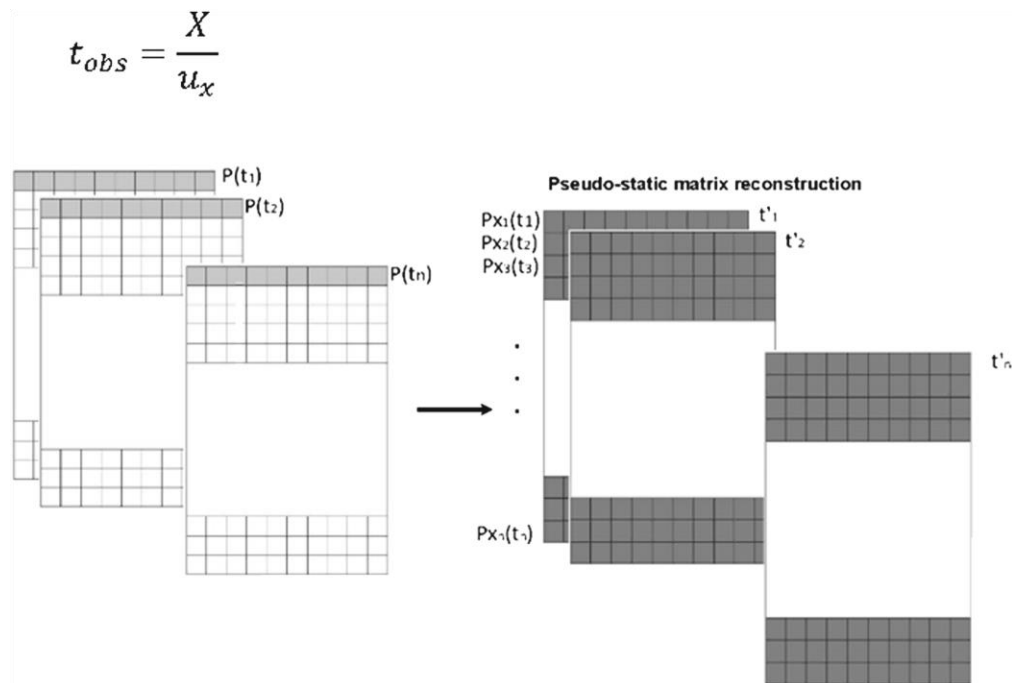 t_obs = X / u_x
P(t₁)
P(t₂)
P(tn)
Pseudo-static matrix reconstruction
Px₁(t1)
Px₂(t₂)
Px₃(t₃)
t'₁
t'₂
t'ₙ
.
.
.
Pxₙ(tₙ)